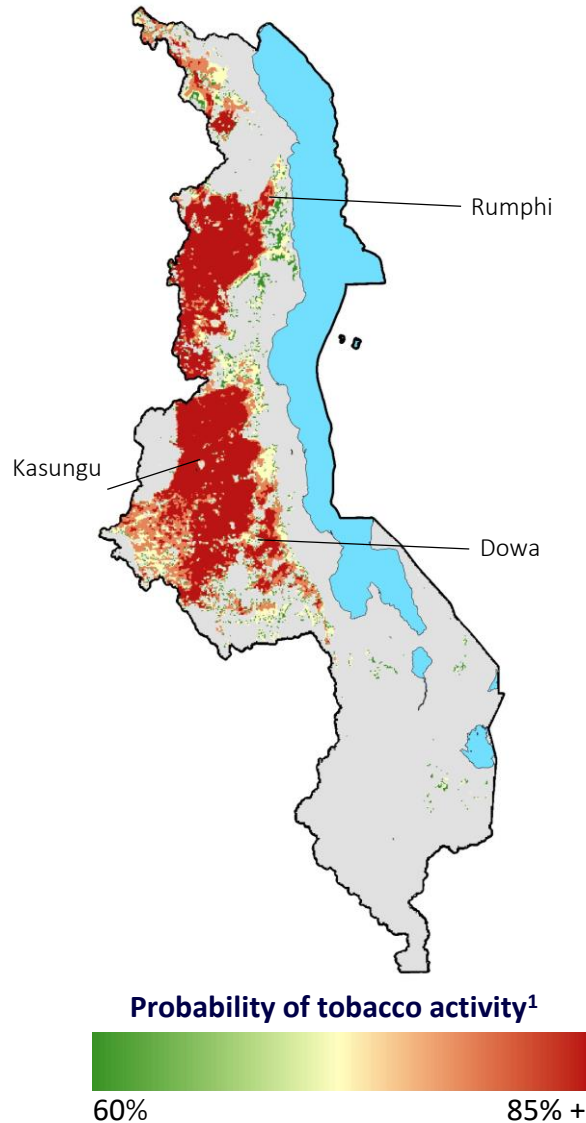 Rumphi
Kasungu
Dowa
Probability of tobacco activity¹
60% 85% +